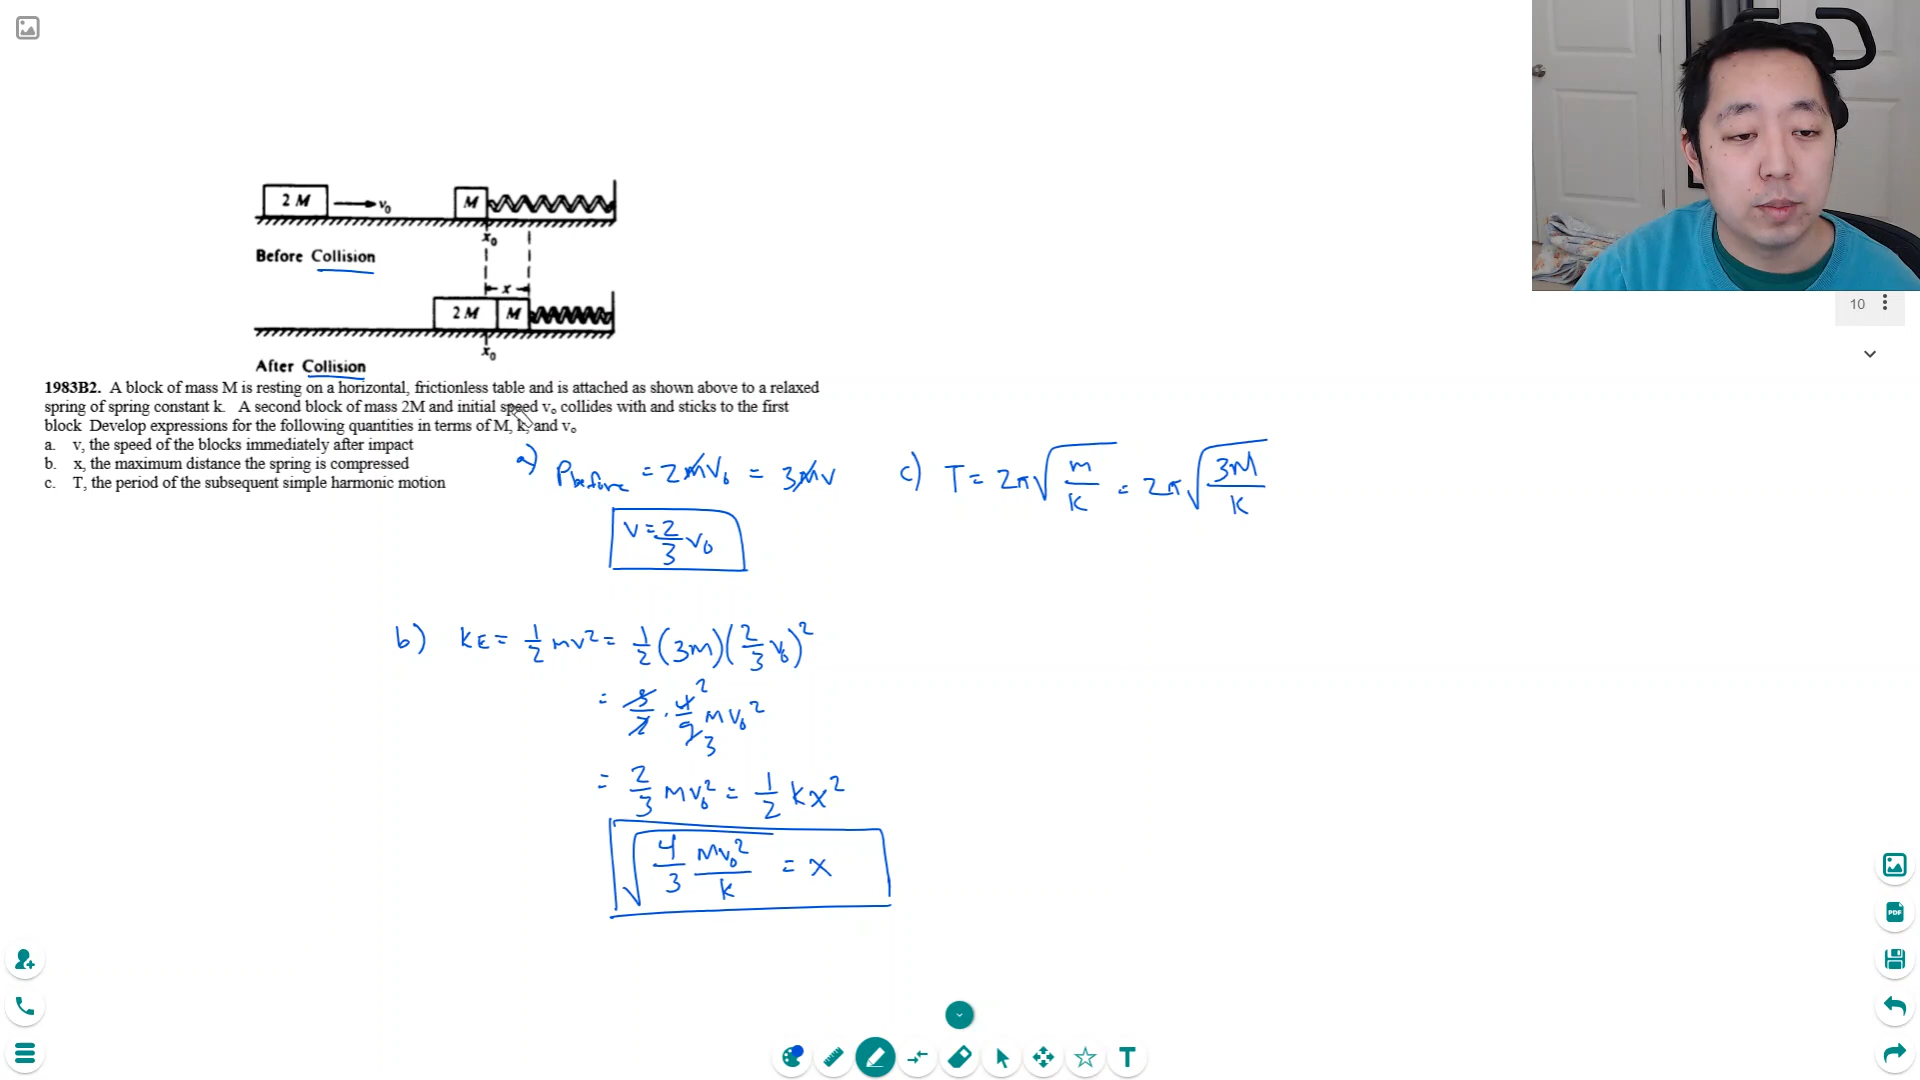 2 M
v₀
M
x₀
Before Collision
x
2 M
M
x₀
After Collision
1983B2. A block of mass M is resting on a horizontal, frictionless table and is attached as shown above to a relaxed
spring of spring constant k. A second block of mass 2M and initial speed vₒ collides with and sticks to the first
block Develop expressions for the following quantities in terms of M, k, and vₒ
a. v, the speed of the blocks immediately after impact
b. x, the maximum distance the spring is compressed
c. T, the period of the subsequent simple harmonic motion
a) Pbefore = 2Mv₀ = 3Mv
v = 2/3 v₀
b) KE = 1/2 mv² = 1/2 (3M)(2/3 v₀)²
= 3/2 · 4/9 Mv₀² 2 3
= 2/3 Mv₀² = 1/2 kx²
√(4/3 Mv₀²/k) = x
c) T = 2π√(m/k) = 2π√(3M/k)
10
PDF
T